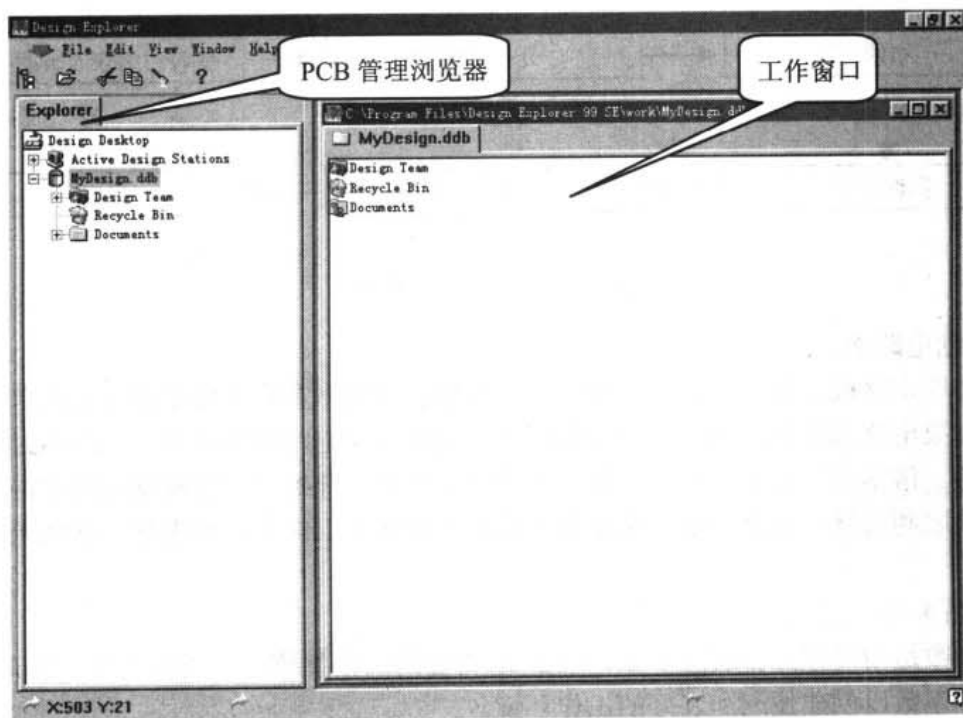 Design Explorer
File Edit View Window Help
PCB 管理浏览器
工作窗口
Explorer
Design Desktop
Active Design Stations
MyDesign.ddb
Design Team
Recycle Bin
Documents
C:\Program Files\Design Explorer 99 SE\work\MyDesign.dd
MyDesign.ddb
Design Team
Recycle Bin
Documents
X:503 Y:21